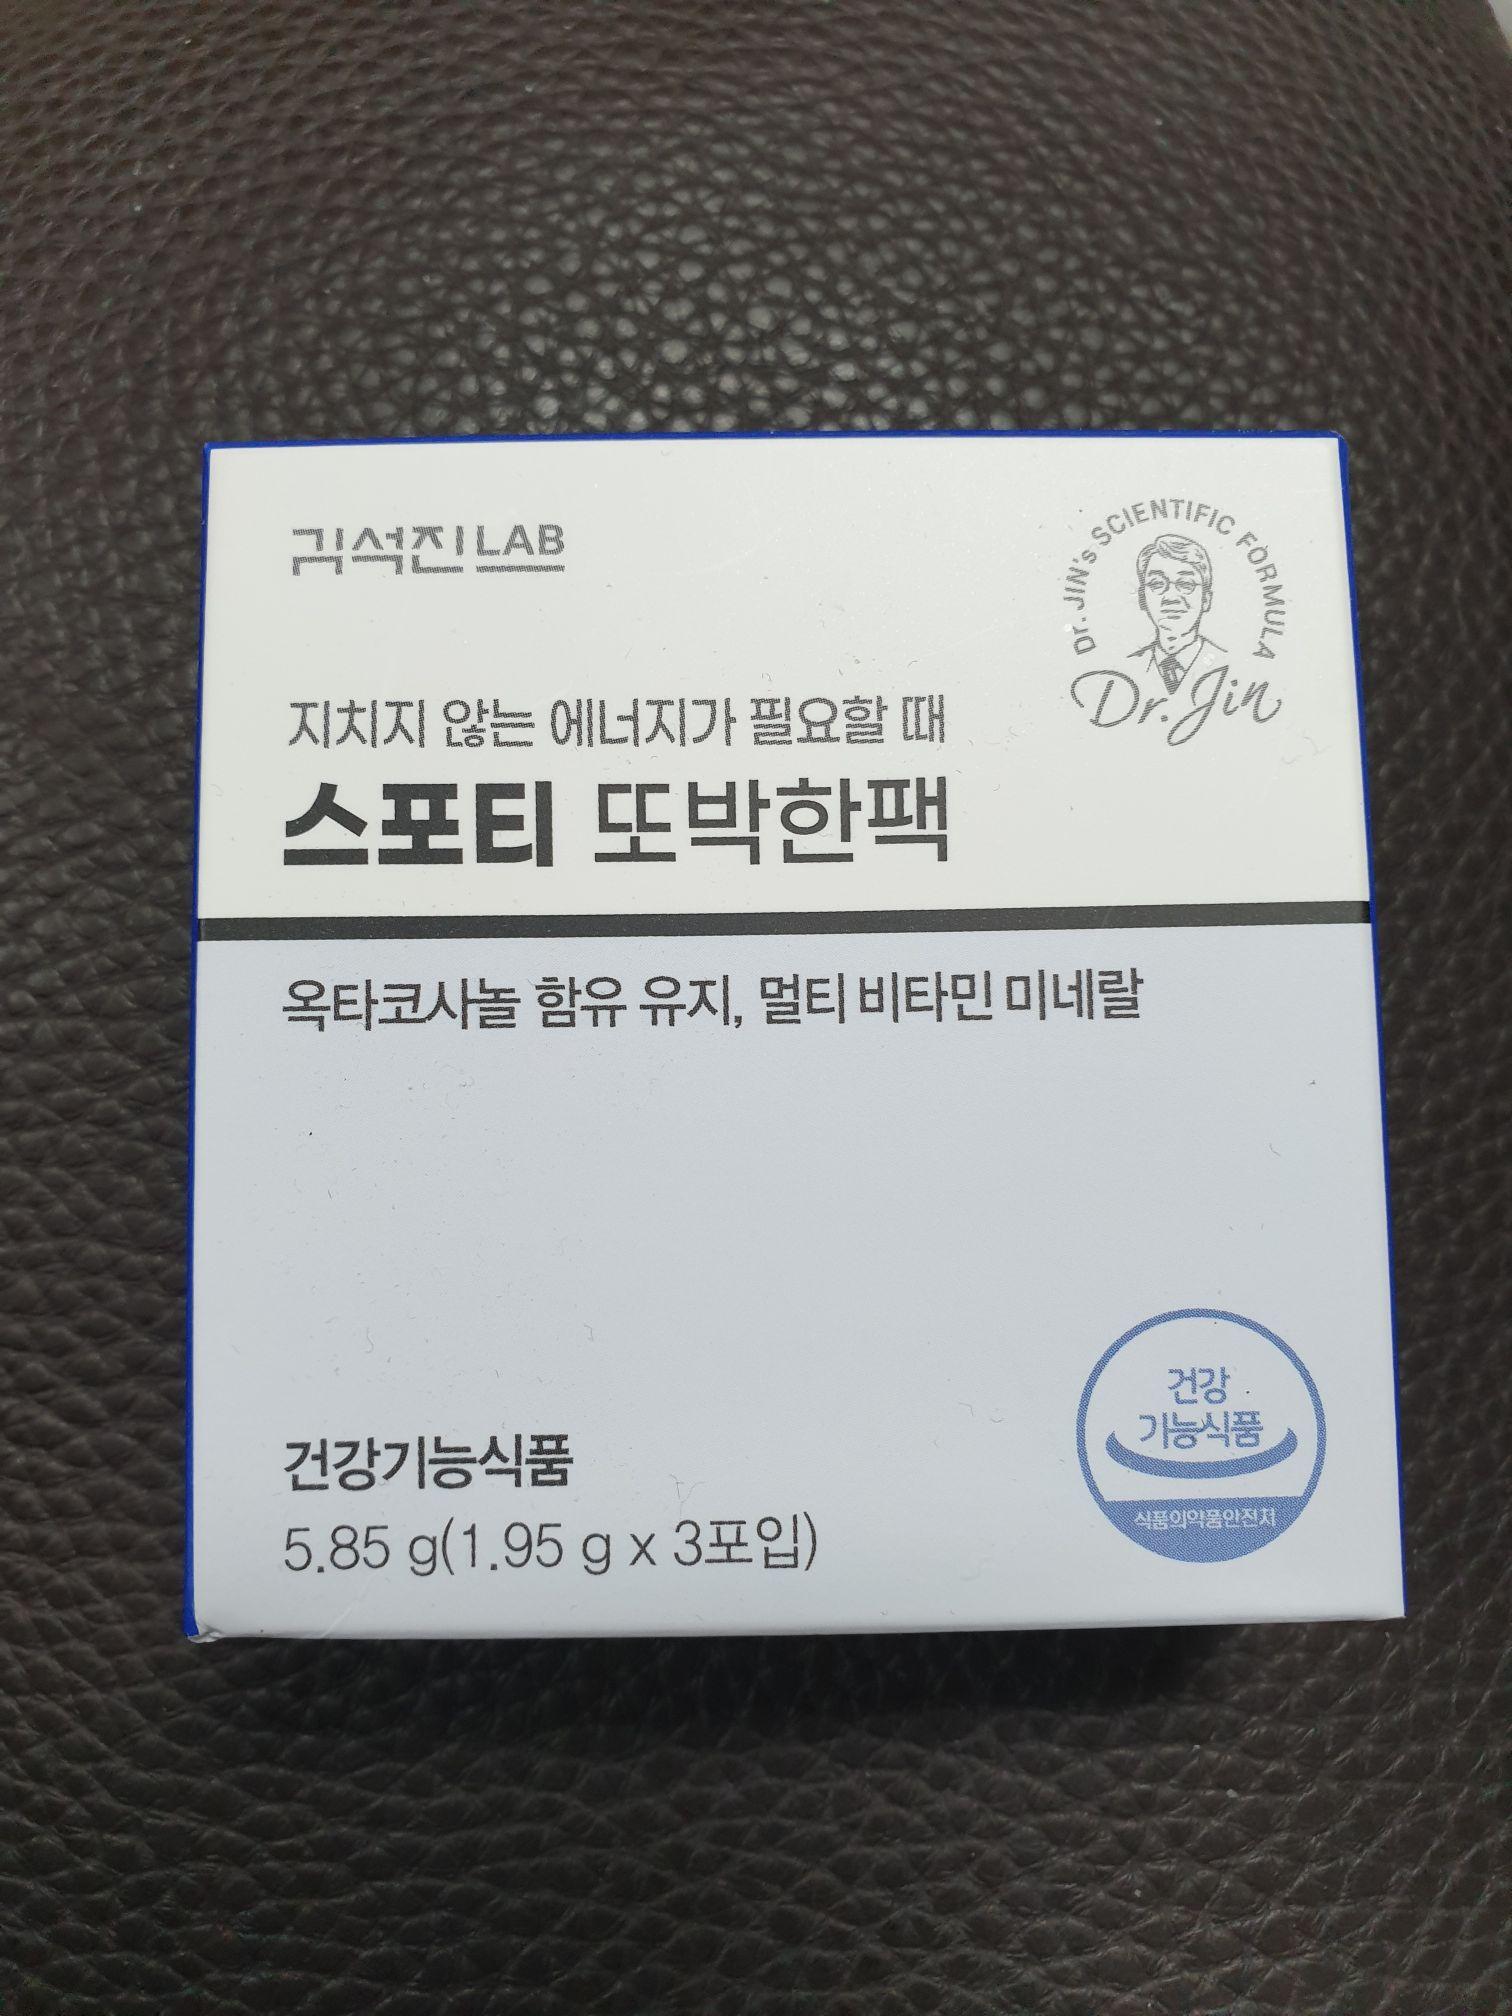 김석진LAB
Dr. JIN's SCIENTIFIC FORMULA
Dr. Jin
지치지 않는 에너지가 필요할 때
스포티 또박한팩
옥타코사놀 함유 유지, 멀티 비타민 미네랄
건강
기능식품
식품의약품안전처
건강기능식품
5.85 g(1.95 g x 3포입)